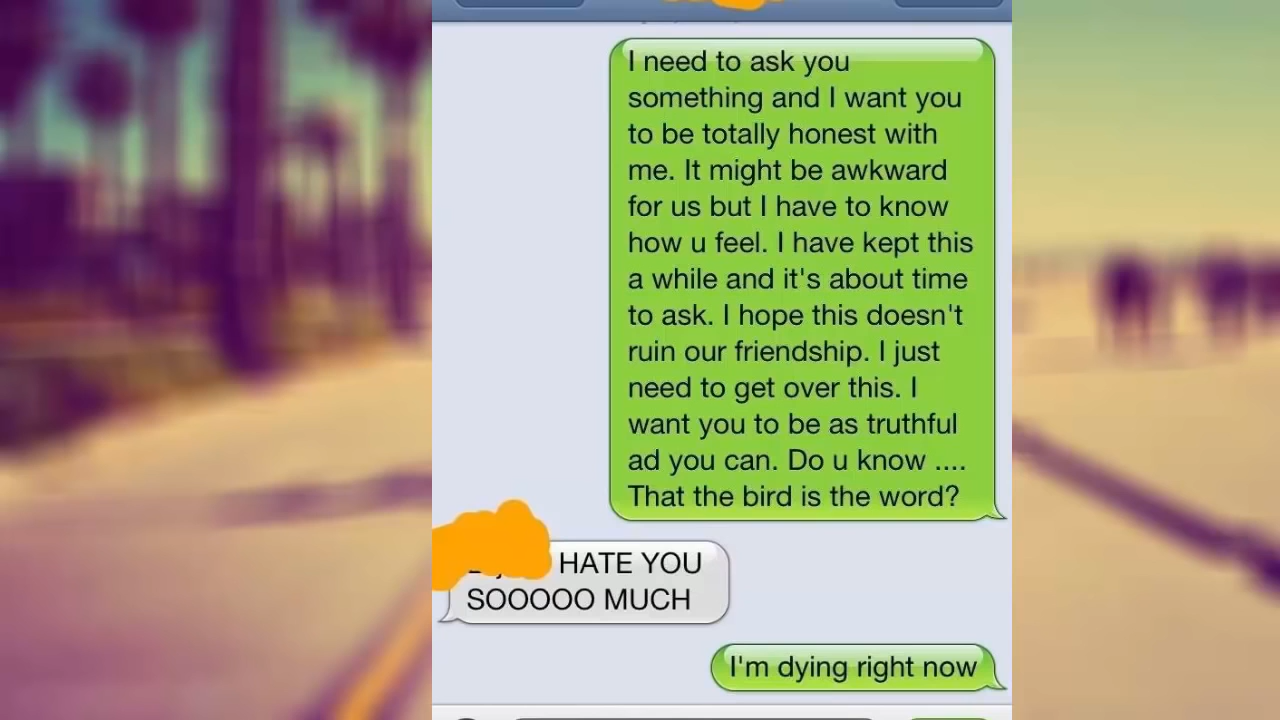 I need to ask you
something and I want you
to be totally honest with
me. It might be awkward
for us but I have to know
how u feel. I have kept this
a while and it's about time
to ask. I hope this doesn't
ruin our friendship. I just
need to get over this. I
want you to be as truthful
ad you can. Do u know ....
That the bird is the word?
HATE YOU
SOOOOO MUCH
I'm dying right now